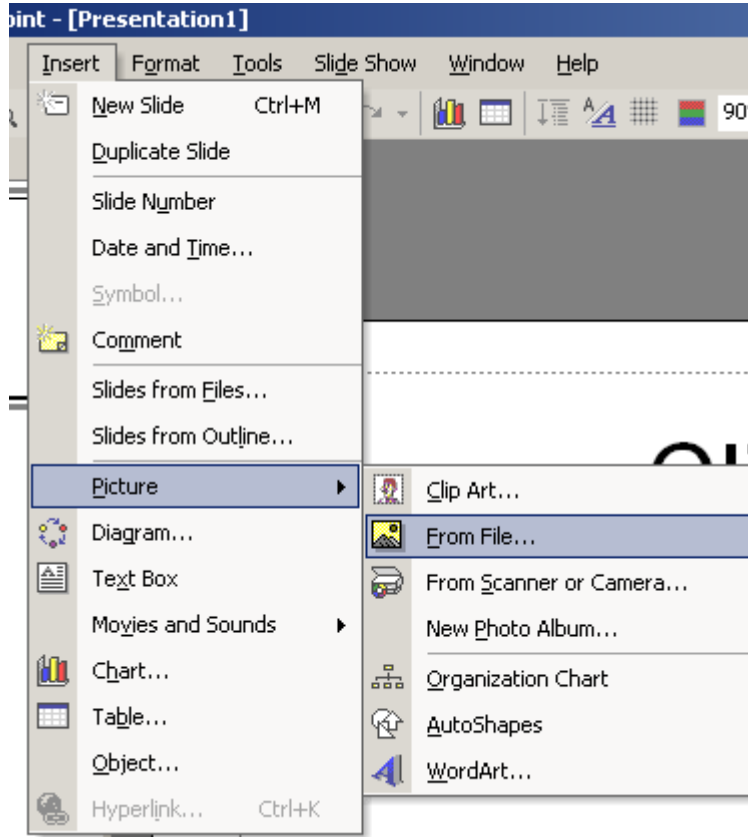 oint - [Presentation1]
Insert Format Tools Slide Show Window Help
90
New Slide Ctrl+M
Duplicate Slide
Slide Number
Date and Time...
Symbol...
Comment
Slides from Files...
Slides from Outline...
Picture
Diagram...
Text Box
Movies and Sounds
Chart...
Table...
Object...
Hyperlink... Ctrl+K
Clip Art...
From File...
From Scanner or Camera...
New Photo Album...
Organization Chart
AutoShapes
WordArt...